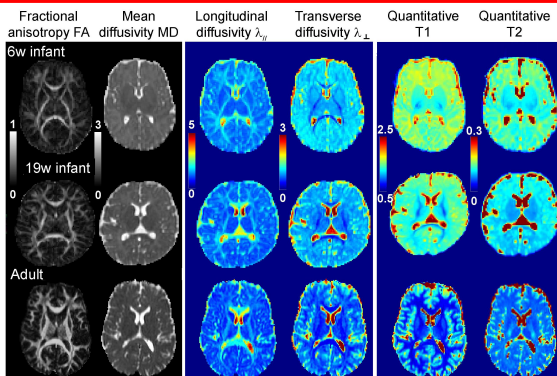 Fractional
anisotropy FA
Mean
diffusivity MD
Longitudinal
diffusivity λ//
Transverse
diffusivity λ⊥
Quantitative
T1
Quantitative
T2
6w infant
1
0
3
0
5
0
3
0
2.5
0.5
0.3
0
19w infant
Adult